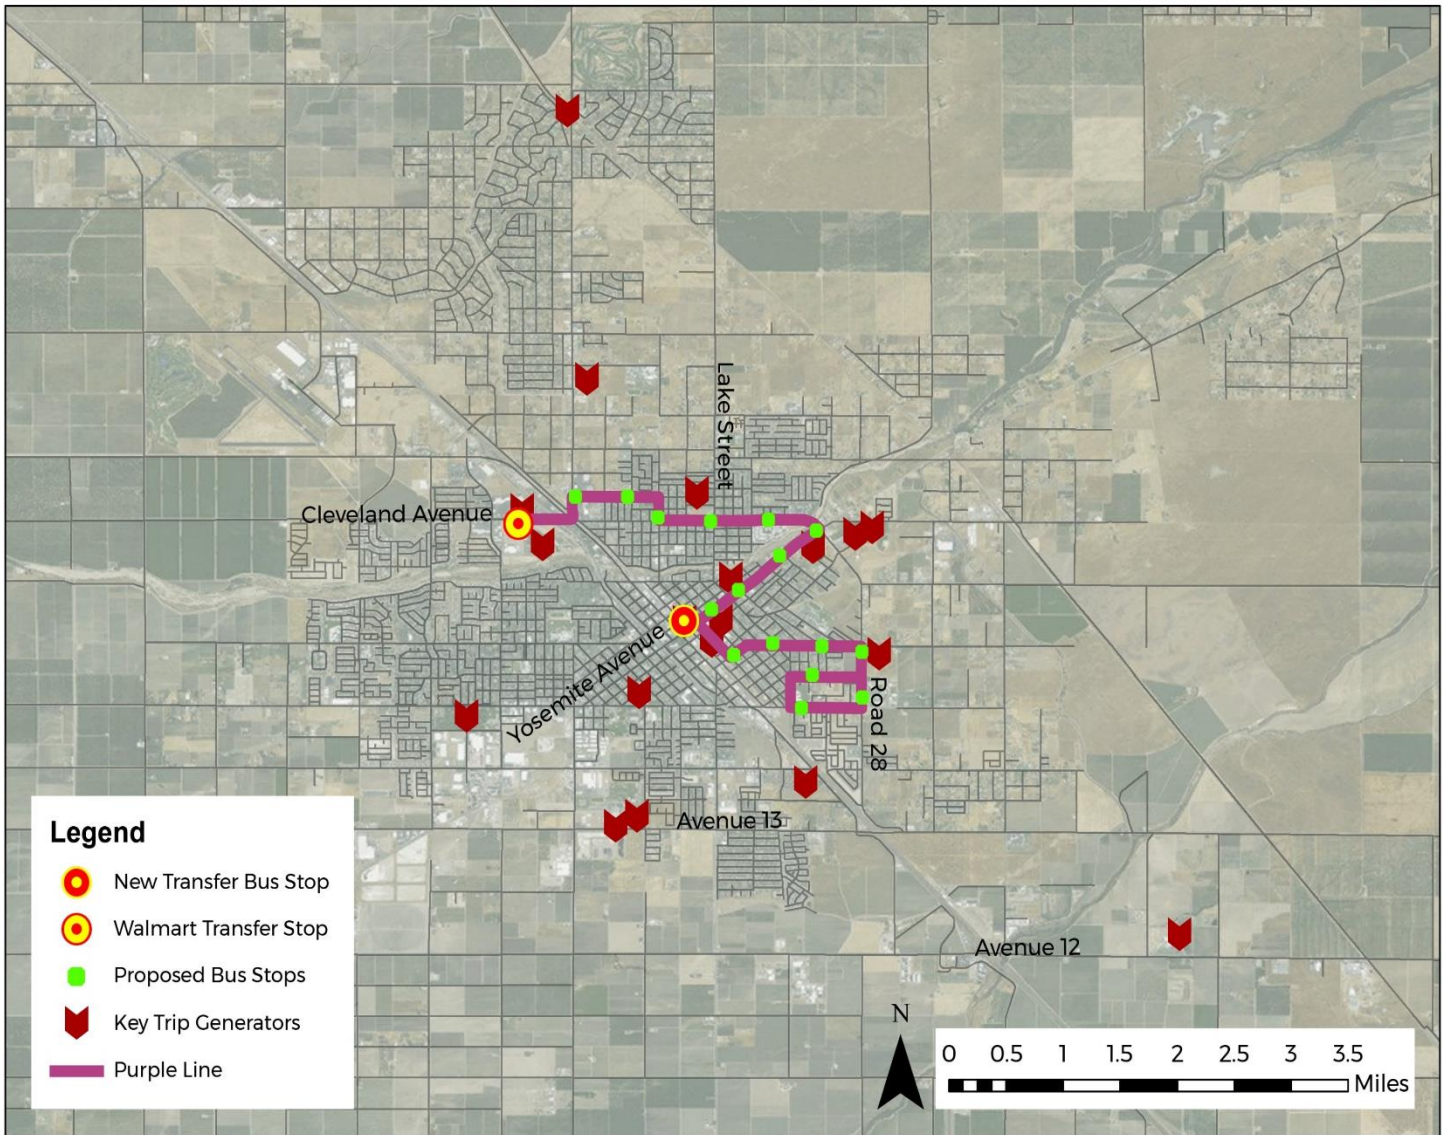 Lake Street
Cleveland Avenue
Yosemite Avenue
Road 28
Avenue 13
Avenue 12
Legend
New Transfer Bus Stop
Walmart Transfer Stop
Proposed Bus Stops
Key Trip Generators
Purple Line
N
0 0.5 1 1.5 2 2.5 3 3.5
Miles